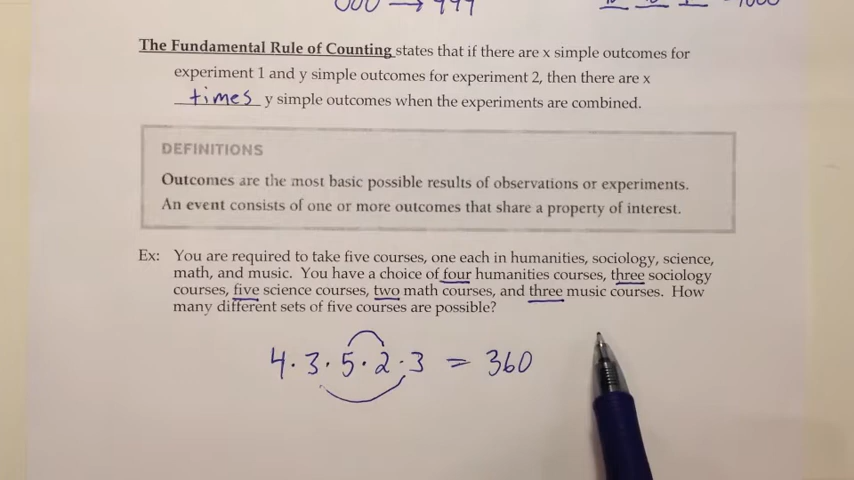 000 → 999
1000
The Fundamental Rule of Counting states that if there are x simple outcomes for
experiment 1 and y simple outcomes for experiment 2, then there are x
times y simple outcomes when the experiments are combined.
DEFINITIONS
Outcomes are the most basic possible results of observations or experiments.
An event consists of one or more outcomes that share a property of interest.
Ex: You are required to take five courses, one each in humanities, sociology, science,
math, and music. You have a choice of four humanities courses, three sociology
courses, five science courses, two math courses, and three music courses. How
many different sets of five courses are possible?
4·3·5·2·3 = 360